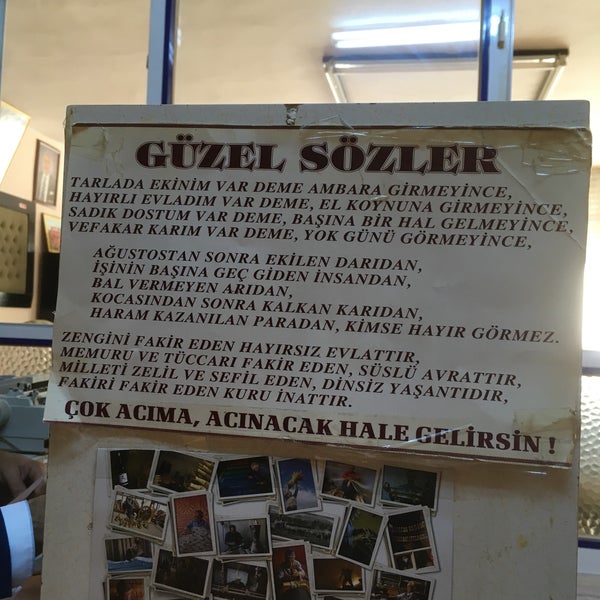 GÜZEL SÖZLER
TARLADA EKİNİM VAR DEME AMBARA GİRMEYİNCE,
HAYIRLI EVLADIM VAR DEME, EL KOYNUNA GİRMEYİNCE,
SADIK DOSTUM VAR DEME, BAŞINA BİR HAL GELMEYİNCE,
VEFAKAR KARIM VAR DEME, YOK GÜNÜ GÖRMEYİNCE,
AĞUSTOSTAN SONRA EKİLEN DARIDAN,
İŞİNİN BAŞINA GEÇ GİDEN İNSANDAN,
BAL VERMEYEN ARIDAN,
KOCASINDAN SONRA KALKAN KARIDAN,
HARAM KAZANILAN PARADAN, KİMSE HAYIR GÖRMEZ.
ZENGİNİ FAKİR EDEN HAYIRSIZ EVLATTIR,
MEMURU VE TÜCCARI FAKİR EDEN, SÜSLÜ AVRATTIR,
MİLLETİ ZELİL VE SEFİL EDEN, DİNSİZ YAŞANTIDIR,
FAKİRİ FAKİR EDEN KURU İNATTIR.
ÇOK ACIMA, ACINACAK HALE GELİRSİN !